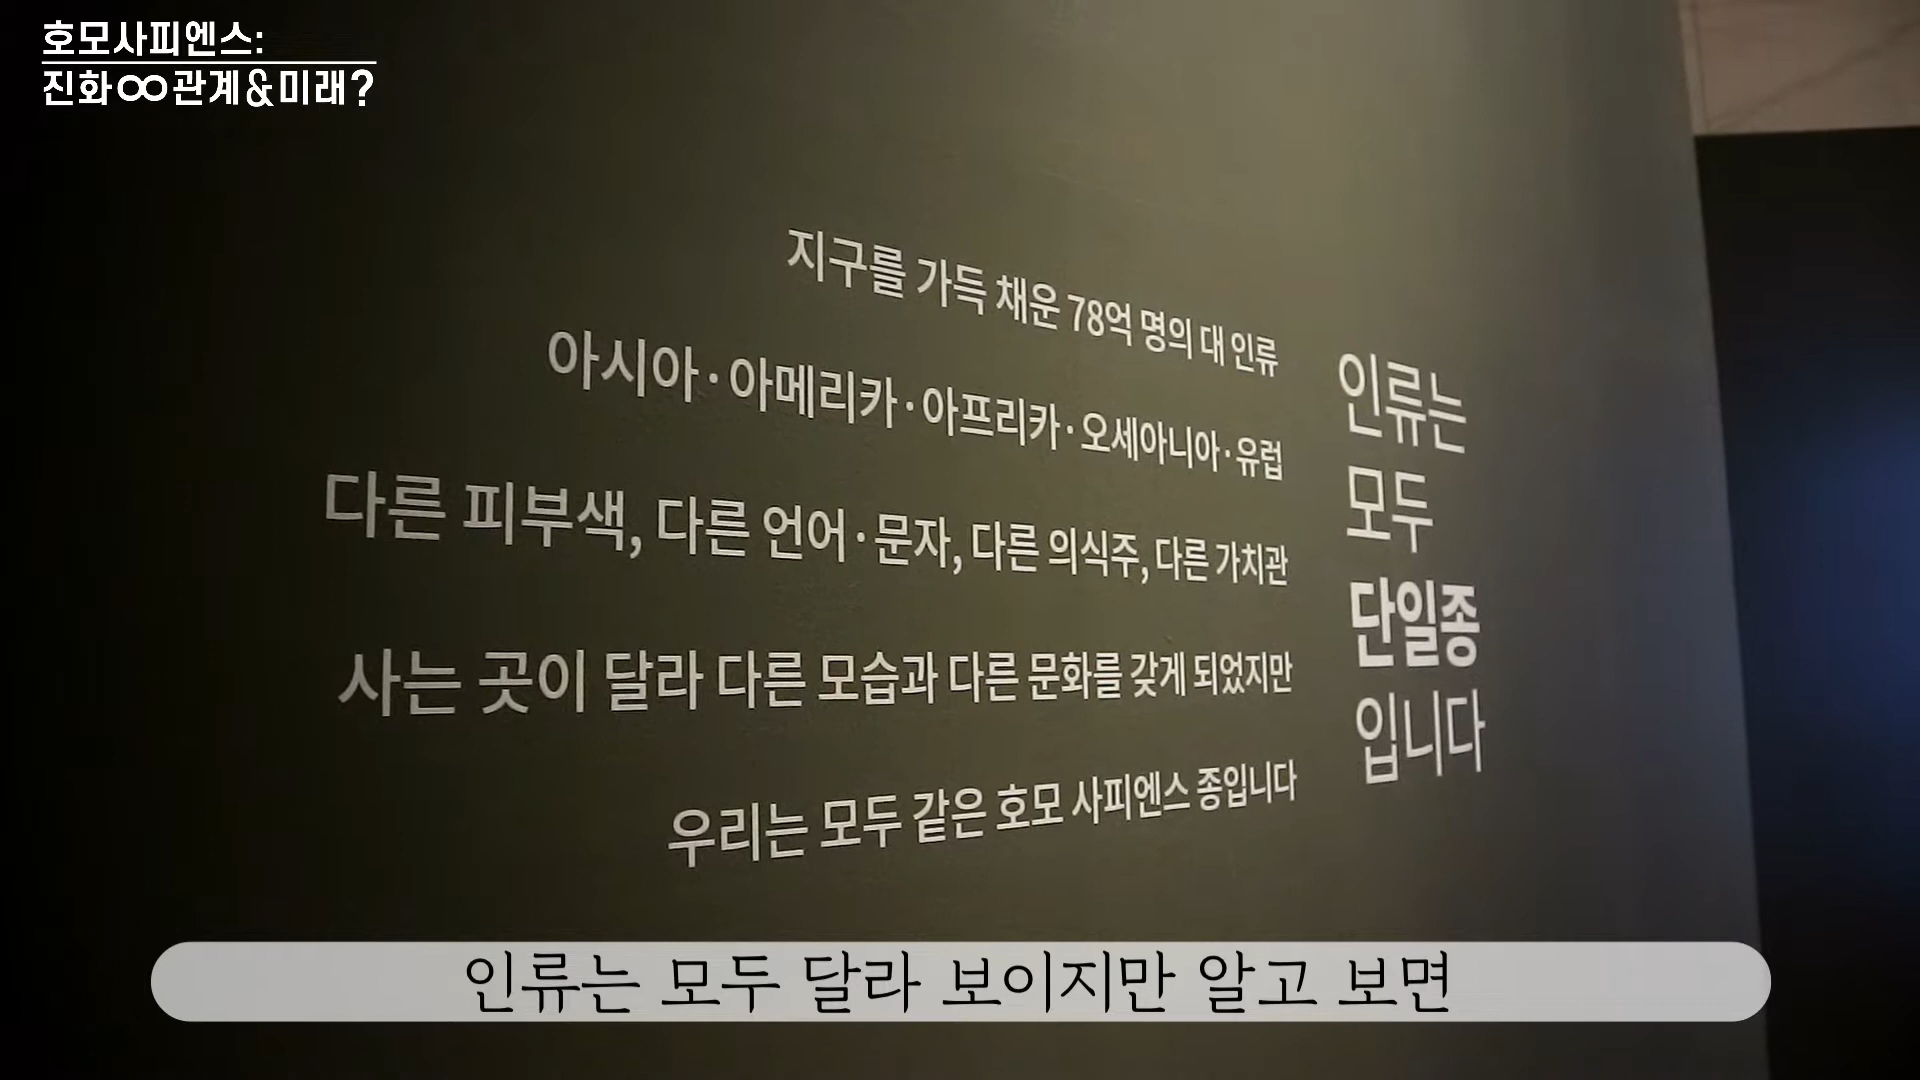 호모사피엔스:
진화∞관계&미래?
지구를 가득 채운 78억 명의 대 인류
아시아·아메리카·아프리카·오세아니아·유럽
다른 피부색, 다른 언어·문자, 다른 의식주, 다른 가치관
사는 곳이 달라 다른 모습과 다른 문화를 갖게 되었지만
우리는 모두 같은 호모 사피엔스 종입니다
인류는
모두
단일종
입니다
인류는 모두 달라 보이지만 알고 보면